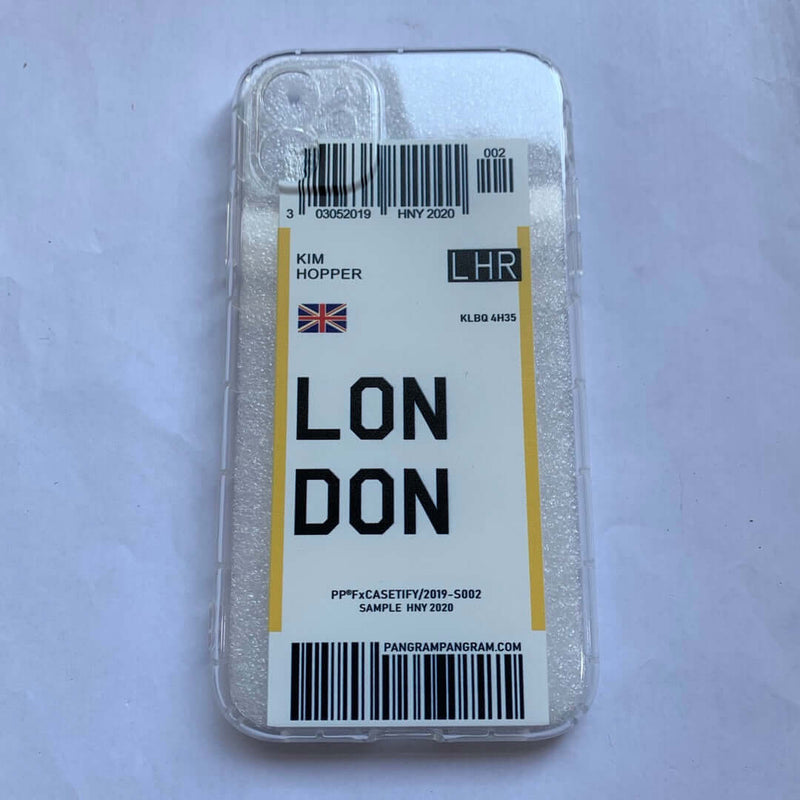 002
3 03052019 HNY 2020
KIM
HOPPER
LHR
KLBQ 4H35
LON
DON
PP®FxCASETIFY/2019-S002
SAMPLE HNY 2020
PANGRAMPANGRAM.COM